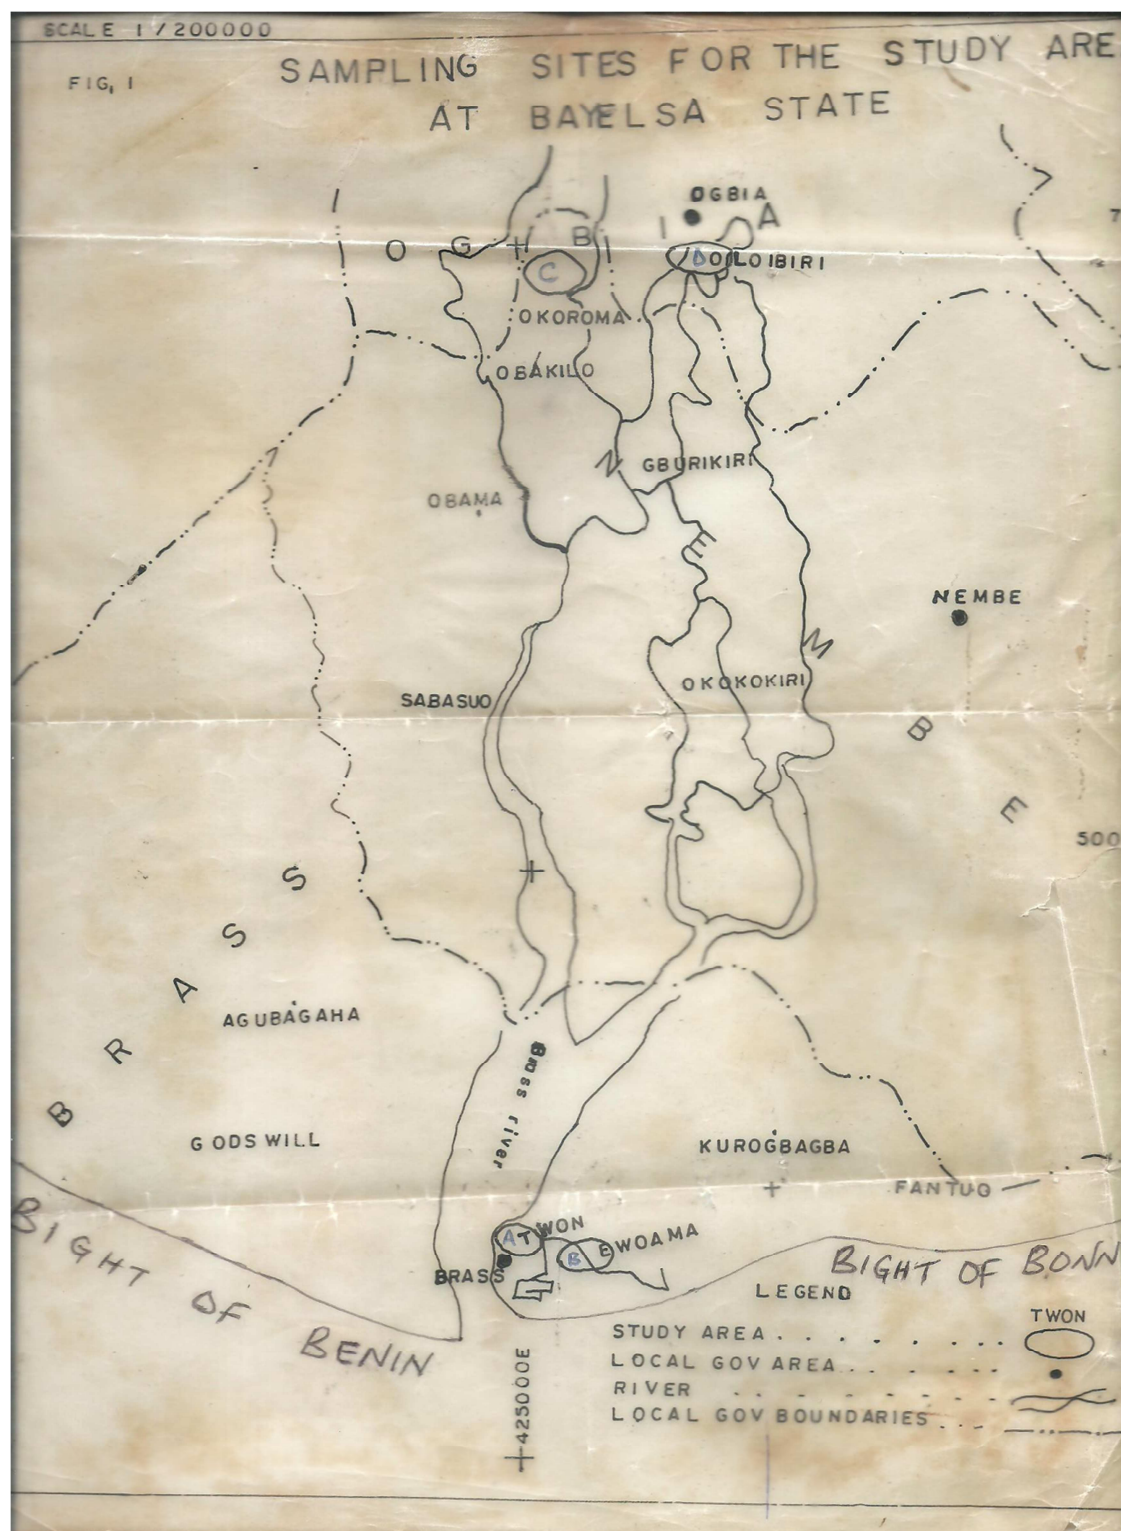 SCALE 1/200000
FIG, 1
SAMPLING SITES FOR THE STUDY ARE
AT BAYELSA STATE
OGBIA
O G B I A
C
D OLOIBIRI
OKOROMA
OBAKILO
GBURIKIRI
OBAMA
NEMBE
N E M B E
OKOKOKIRI
SABASUO
500
BRASS
AGUBAGAHA
Brass river
GODSWILL
KUROGBAGBA
FANTUO
A TWON
B EWOAMA
BRASS
BIGHT OF BENIN
BIGHT OF BONN
LEGEND
TWON
STUDY AREA
LOCAL GOV AREA
RIVER
LOCAL GOV BOUNDARIES
425000E